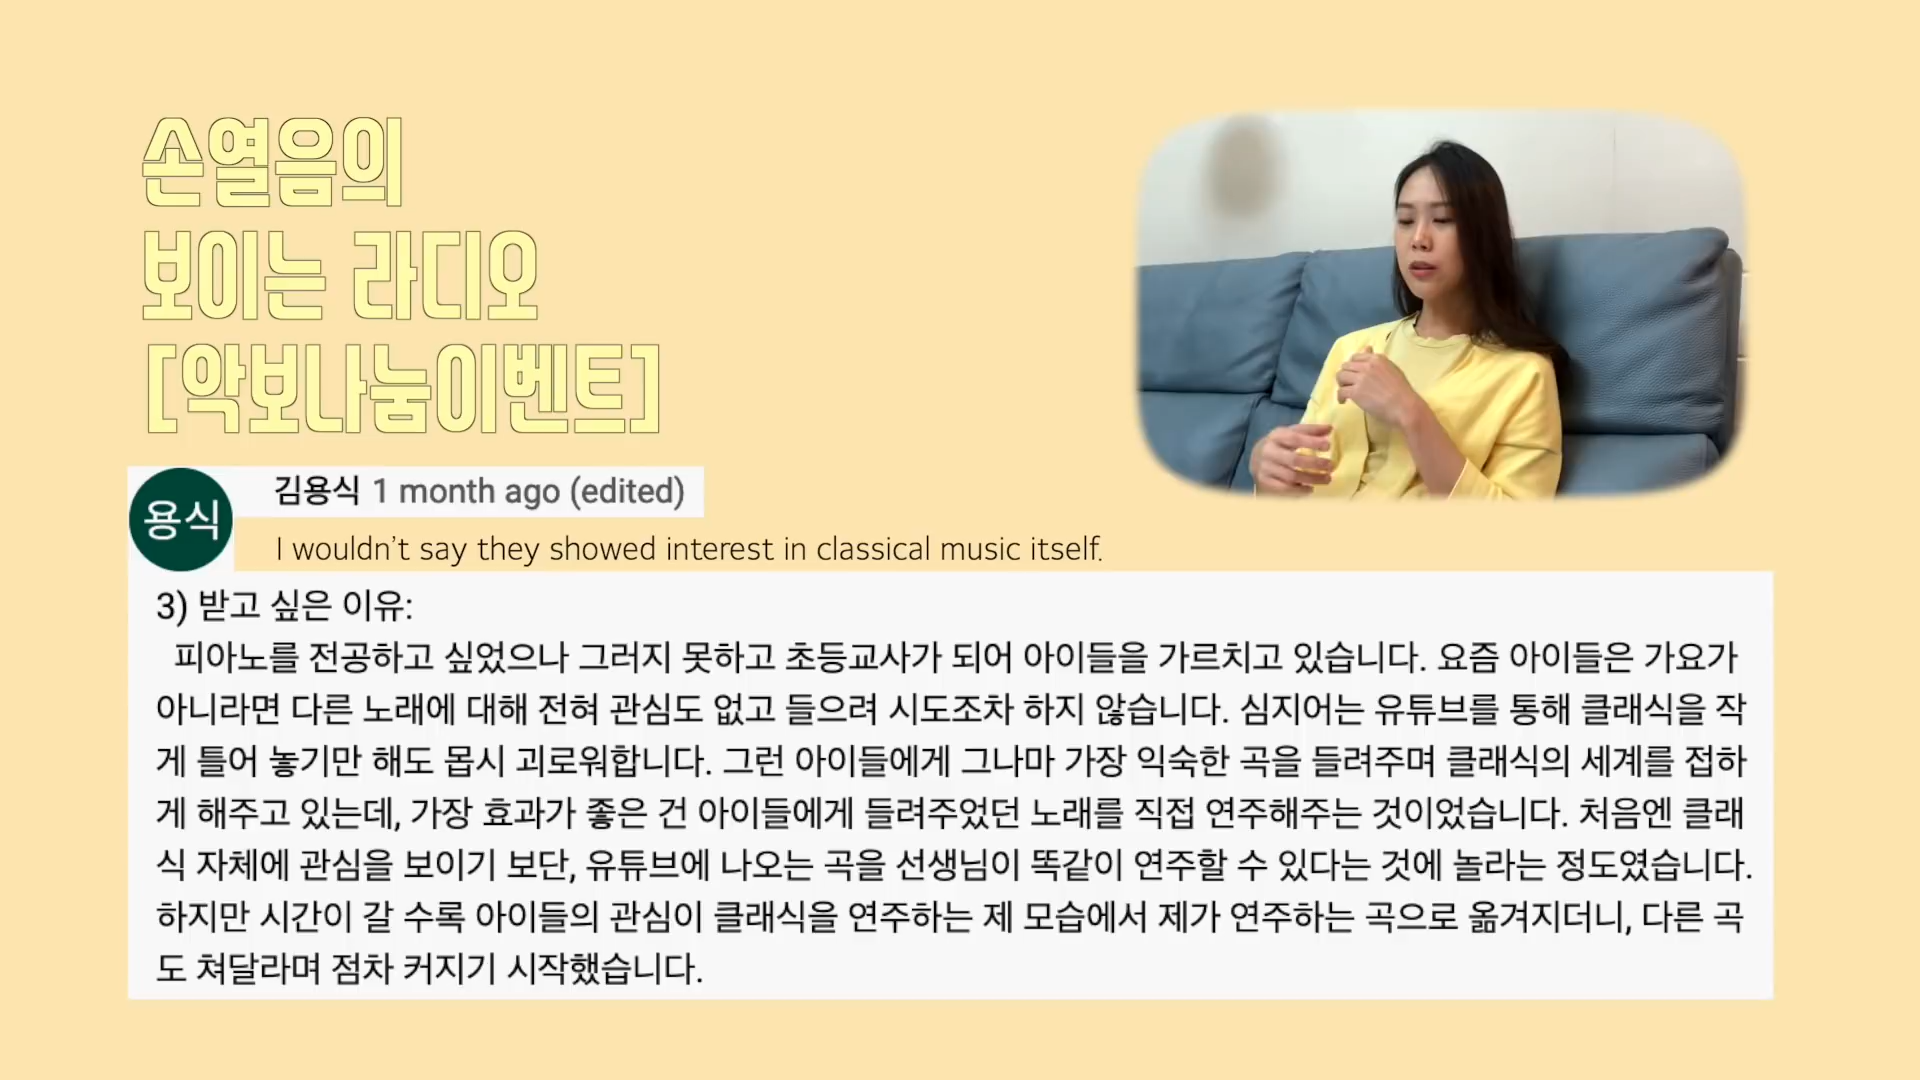 손열음의
보이는 라디오
[악보나눔이벤트]
용식
김용식 1 month ago (edited)
I wouldn't say they showed interest in classical music itself.
3) 받고 싶은 이유:
피아노를 전공하고 싶었으나 그러지 못하고 초등교사가 되어 아이들을 가르치고 있습니다. 요즘 아이들은 가요가
아니라면 다른 노래에 대해 전혀 관심도 없고 들으려 시도조차 하지 않습니다. 심지어는 유튜브를 통해 클래식을 작
게 틀어 놓기만 해도 몹시 괴로워합니다. 그런 아이들에게 그나마 가장 익숙한 곡을 들려주며 클래식의 세계를 접하
게 해주고 있는데, 가장 효과가 좋은 건 아이들에게 들려주었던 노래를 직접 연주해주는 것이었습니다. 처음엔 클래
식 자체에 관심을 보이기 보단, 유튜브에 나오는 곡을 선생님이 똑같이 연주할 수 있다는 것에 놀라는 정도였습니다.
하지만 시간이 갈 수록 아이들의 관심이 클래식을 연주하는 제 모습에서 제가 연주하는 곡으로 옮겨지더니, 다른 곡
도 쳐달라며 점차 커지기 시작했습니다.